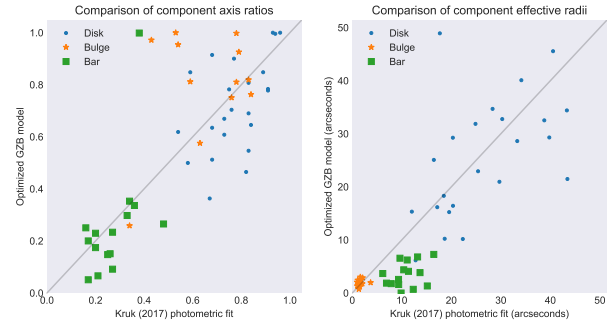 Comparison of component axis ratios
Comparison of component effective radii
Disk
Bulge
Bar
Disk
Bulge
Bar
Optimized GZB model
Optimized GZB model (arcseconds)
1.0
0.8
0.6
0.4
0.2
0.0
50
40
30
20
10
0
0.0 0.2 0.4 0.6 0.8 1.0
0 10 20 30 40 50
Kruk (2017) photometric fit
Kruk (2017) photometric fit (arcseconds)